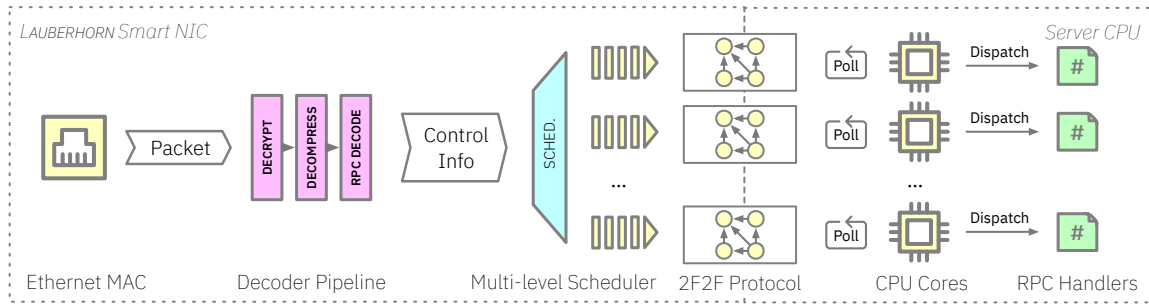 LAUBERHORN Smart NIC
Server CPU
Packet
DECRYPT
DECOMPRESS
RPC DECODE
Control
Info
SCHED.
...
Poll
Dispatch
#
Poll
Dispatch
#
...
Poll
Dispatch
#
Ethernet MAC
Decoder Pipeline
Multi-level Scheduler
2F2F Protocol
CPU Cores
RPC Handlers